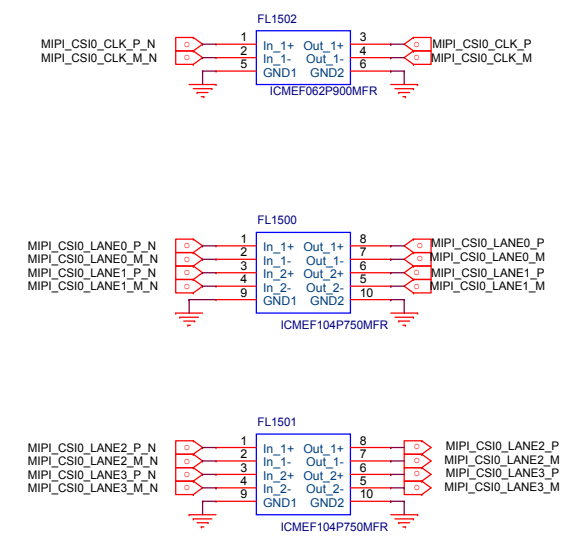 FL1502
MIPI_CSI0_CLK_P_N 1 In_1+ Out_1+ 3 MIPI_CSI0_CLK_P
MIPI_CSI0_CLK_M_N 2 In_1- Out_1- 4 MIPI_CSI0_CLK_M
5 GND1 GND2 6
ICMEF062P900MFR
FL1500
MIPI_CSI0_LANE0_P_N 1 In_1+ Out_1+ 8 MIPI_CSI0_LANE0_P
MIPI_CSI0_LANE0_M_N 2 In_1- Out_1- 7 MIPI_CSI0_LANE0_M
MIPI_CSI0_LANE1_P_N 3 In_2+ Out_2+ 6 MIPI_CSI0_LANE1_P
MIPI_CSI0_LANE1_M_N 4 In_2- Out_2- 5 MIPI_CSI0_LANE1_M
9 GND1 GND2 10
ICMEF104P750MFR
FL1501
MIPI_CSI0_LANE2_P_N 1 In_1+ Out_1+ 8 MIPI_CSI0_LANE2_P
MIPI_CSI0_LANE2_M_N 2 In_1- Out_1- 7 MIPI_CSI0_LANE2_M
MIPI_CSI0_LANE3_P_N 3 In_2+ Out_2+ 6 MIPI_CSI0_LANE3_P
MIPI_CSI0_LANE3_M_N 4 In_2- Out_2- 5 MIPI_CSI0_LANE3_M
9 GND1 GND2 10
ICMEF104P750MFR